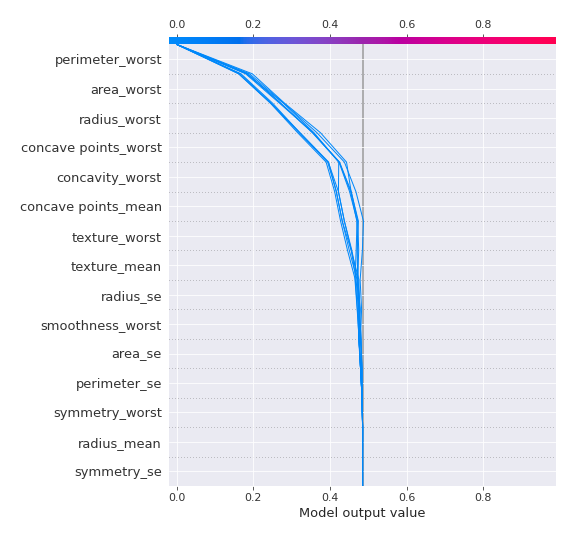 0.0 0.2 0.4 0.6 0.8
perimeter_worst
area_worst
radius_worst
concave points_worst
concavity_worst
concave points_mean
texture_worst
texture_mean
radius_se
smoothness_worst
area_se
perimeter_se
symmetry_worst
radius_mean
symmetry_se
0.0 0.2 0.4 0.6 0.8
Model output value